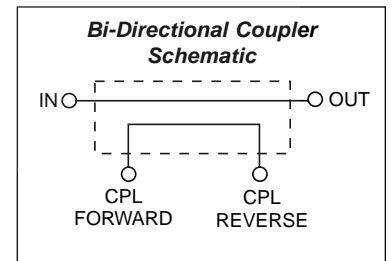 Bi-Directional Coupler
Schematic
IN
OUT
CPL
FORWARD
CPL
REVERSE